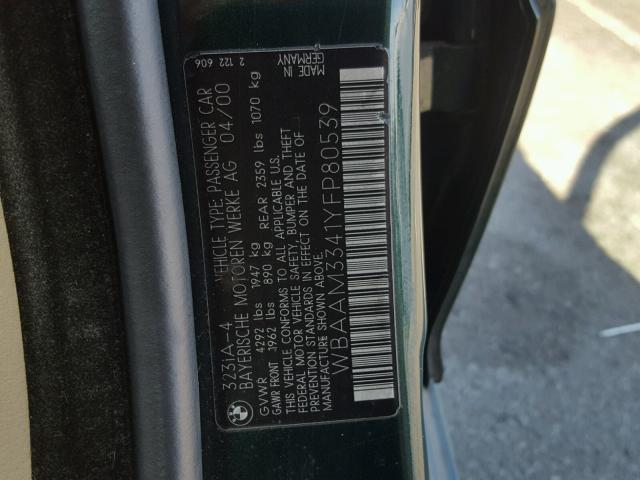 3231A-4 VEHICLE TYPE: PASSENGER CAR
BAYERISCHE MOTOREN WERKE AG 04/00
GVWR 4292 lbs 1947 kg REAR 2359 lbs 1070 kg
GAWR FRONT 1962 lbs 890 kg
THIS VEHICLE CONFORMS TO ALL APPLICABLE U.S.
FEDERAL MOTOR VEHICLE SAFETY, BUMPER AND THEFT
PREVENTION STANDARDS IN EFFECT ON THE DATE OF
MANUFACTURE SHOWN ABOVE.
WBAAM3341YFP80539
2 122 606
MADE IN
GERMANY
BMW